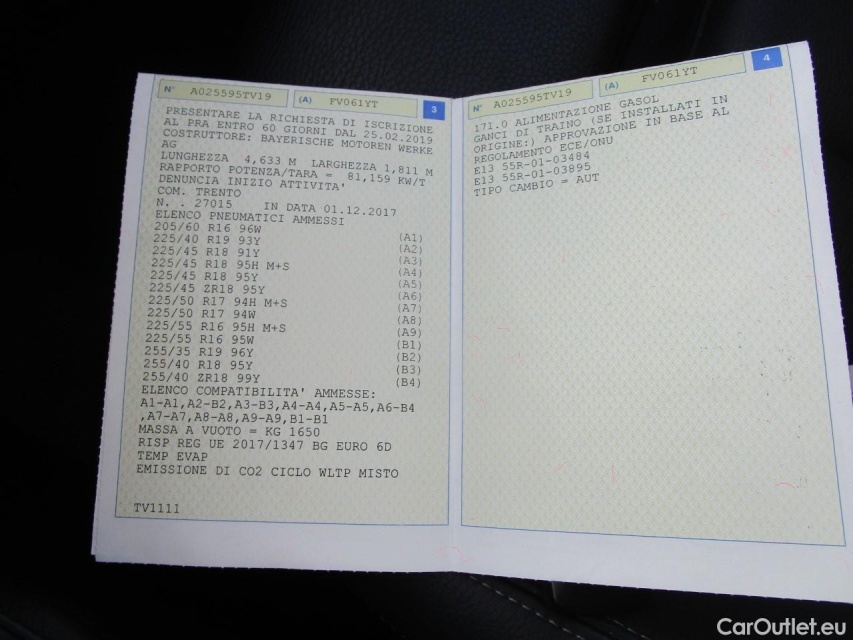 N° A025595TV19 (A) FV061YT 3
PRESENTARE LA RICHIESTA DI ISCRIZIONE
AL PRA ENTRO 60 GIORNI DAL 25.02.2019
COSTRUTTORE: BAYERISCHE MOTOREN WERKE
AG
LUNGHEZZA 4,633 M LARGHEZZA 1,811 M
RAPPORTO POTENZA/TARA = 81,159 KW/T
DENUNCIA INIZIO ATTIVITA'
COM. TRENTO
N. . 27015 IN DATA 01.12.2017
ELENCO PNEUMATICI AMMESSI
205/60 R16 96W (A1)
225/40 R19 93Y (A2)
225/45 R18 91Y (A3)
225/45 R18 95H M+S (A4)
225/45 R18 95Y (A5)
225/45 ZR18 95Y (A6)
225/50 R17 94H M+S (A7)
225/50 R17 94W (A8)
225/55 R16 95H M+S (A9)
225/55 R16 95W (B1)
255/35 R19 96Y (B2)
255/40 R18 95Y (B3)
255/40 ZR18 99Y (B4)
ELENCO COMPATIBILITA' AMMESSE:
A1-A1,A2-B2,A3-B3,A4-A4,A5-A5,A6-B4
,A7-A7,A8-A8,A9-A9,B1-B1
MASSA A VUOTO = KG 1650
RISP REG UE 2017/1347 BG EURO 6D
TEMP EVAP
EMISSIONE DI CO2 CICLO WLTP MISTO
TV1111
N° A025595TV19 (A) FV061YT 4
171.0 ALIMENTAZIONE GASOL
GANCI DI TRAINO (SE INSTALLATI IN
ORIGINE:) APPROVAZIONE IN BASE AL
REGOLAMENTO ECE/ONU
E13 55R-01-03484
E13 55R-01-03895
TIPO CAMBIO = AUT
CarOutlet.eu